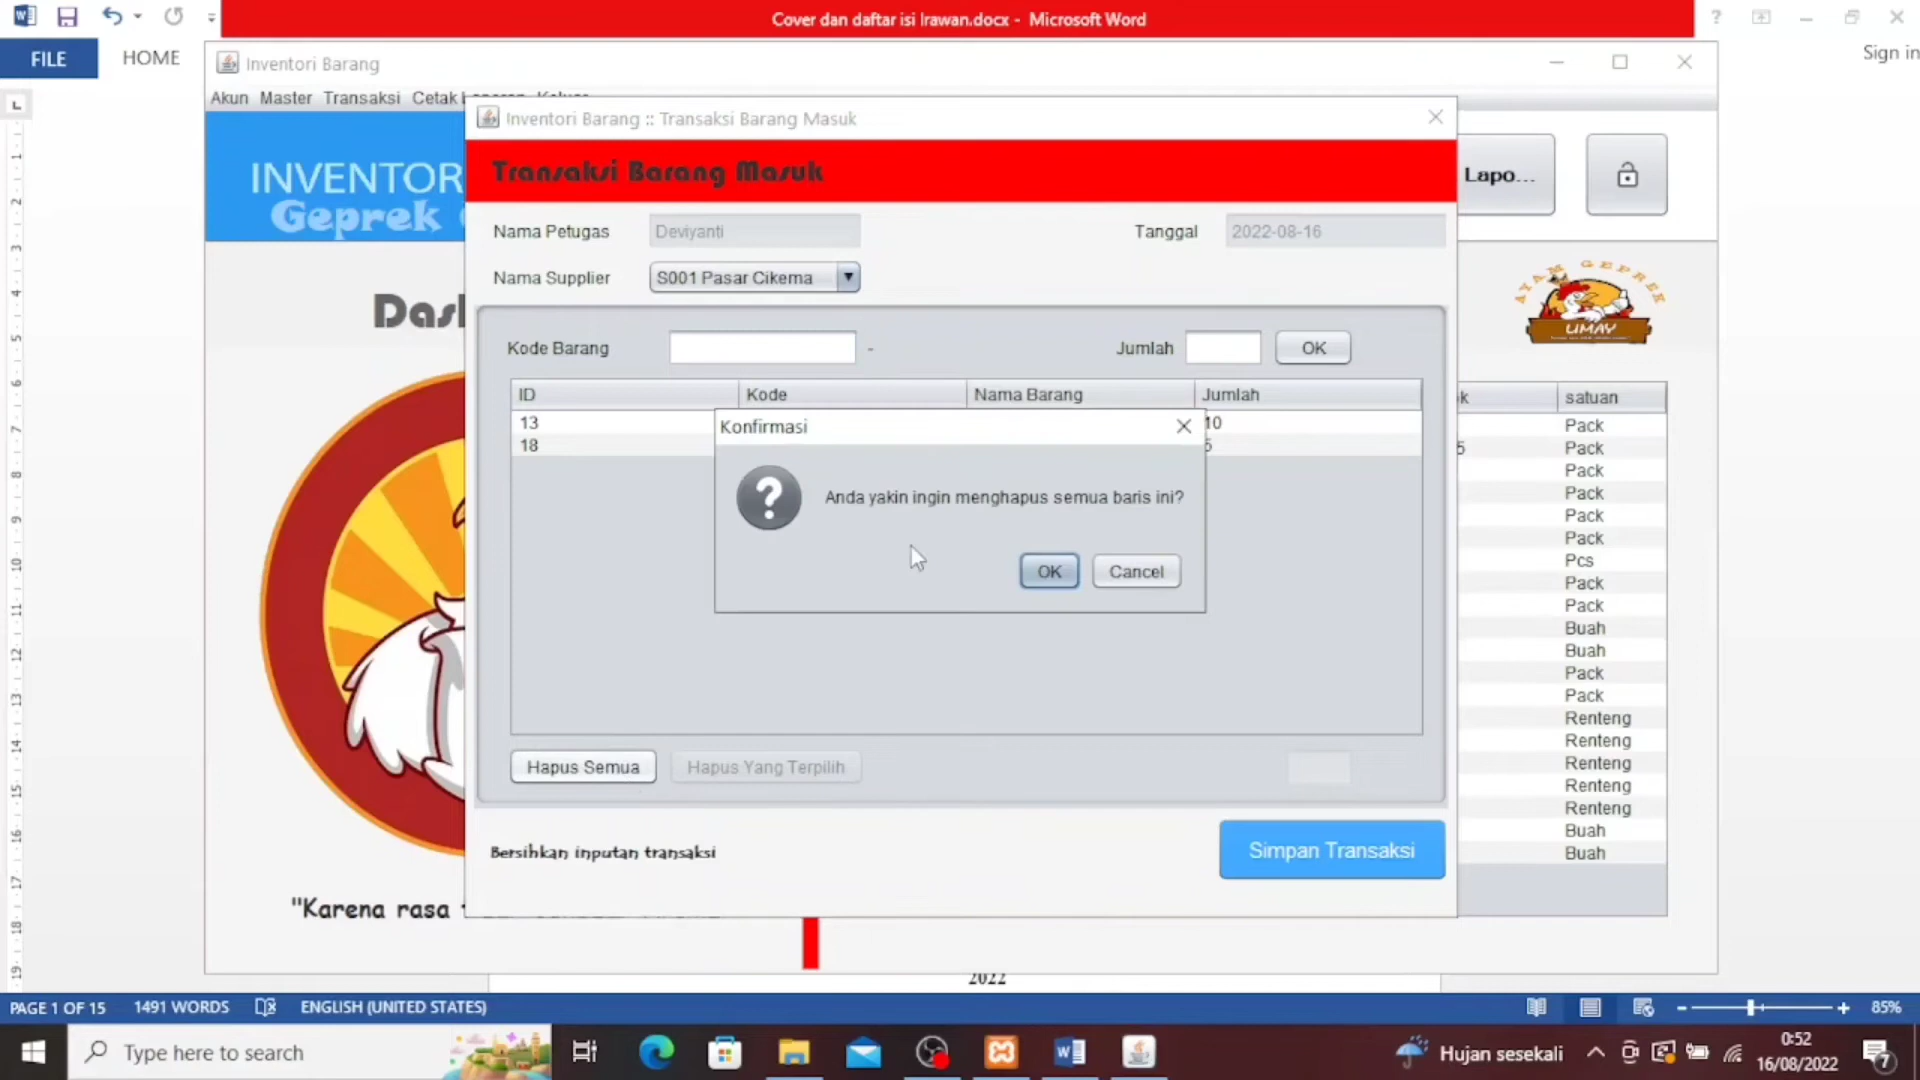 Cover dan daftar isi Irawan.docx - Microsoft Word
?
FILE
HOME
Sign in
Inventori Barang
Akun Master Transaksi Cetak
Inventori Barang :: Transaksi Barang Masuk
INVENTOR
Geprek
Transaksi Barang Masuk
Lapo...
Nama Petugas
Deviyanti
Tanggal
2022-08-16
Nama Supplier
S001 Pasar Cikema
AYAM GEPREK
UMAY
Kode Barang
-
Jumlah
OK
ID
Kode
Nama Barang
Jumlah
13
10
18
Konfirmasi
Anda yakin ingin menghapus semua baris ini?
OK
Cancel
k
satuan
Pack
5
Pack
Pack
Pack
Pack
Pack
Pcs
Pack
Pack
Buah
Buah
Pack
Pack
Renteng
Renteng
Renteng
Renteng
Renteng
Buah
Buah
Hapus Semua
Hapus Yang Terpilih
Bersihkan inputan transaksi
Simpan Transaksi
"Karena rasa
2022
PAGE 1 OF 15
1491 WORDS
ENGLISH (UNITED STATES)
85%
Type here to search
Hujan sesekali
0:52
16/08/2022
7